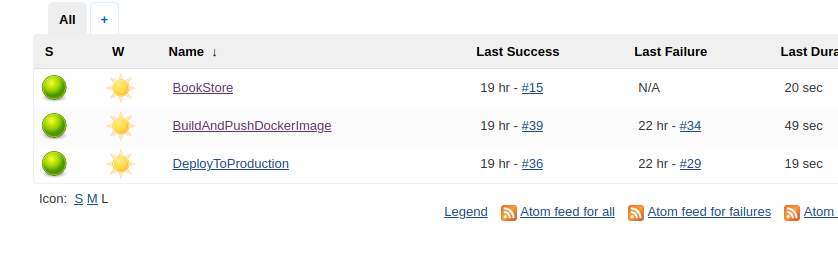 All +
S W Name ↓ Last Success Last Failure Last Dura
BookStore 19 hr - #15 N/A 20 sec
BuildAndPushDockerImage 19 hr - #39 22 hr - #34 49 sec
DeployToProduction 19 hr - #36 22 hr - #29 19 sec
Icon: S M L
Legend Atom feed for all Atom feed for failures Atom